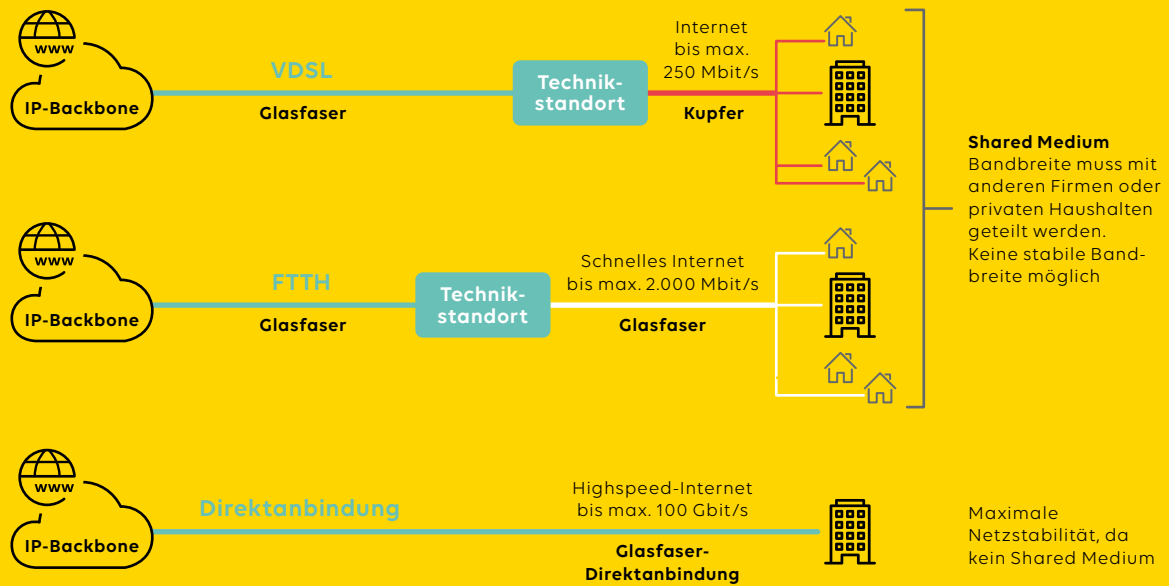 www
IP-Backbone
VDSL
Glasfaser
Technik-
standort
Internet
bis max.
250 Mbit/s
Kupfer
www
IP-Backbone
FTTH
Glasfaser
Technik-
standort
Schnelles Internet
bis max. 2.000 Mbit/s
Glasfaser
Shared Medium
Bandbreite muss mit
anderen Firmen oder
privaten Haushalten
geteilt werden.
Keine stabile Band-
breite möglich
www
IP-Backbone
Direktanbindung
Highspeed-Internet
bis max. 100 Gbit/s
Glasfaser-
Direktanbindung
Maximale
Netzstabilität, da
kein Shared Medium